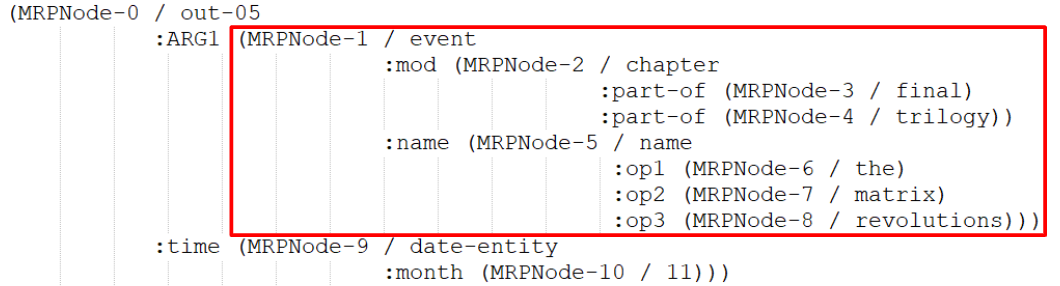 (MRPNode-0 / out-05
:ARG1 (MRPNode-1 / event
:mod (MRPNode-2 / chapter
:part-of (MRPNode-3 / final)
:part-of (MRPNode-4 / trilogy))
:name (MRPNode-5 / name
:op1 (MRPNode-6 / the)
:op2 (MRPNode-7 / matrix)
:op3 (MRPNode-8 / revolutions)))
:time (MRPNode-9 / date-entity
:month (MRPNode-10 / 11)))